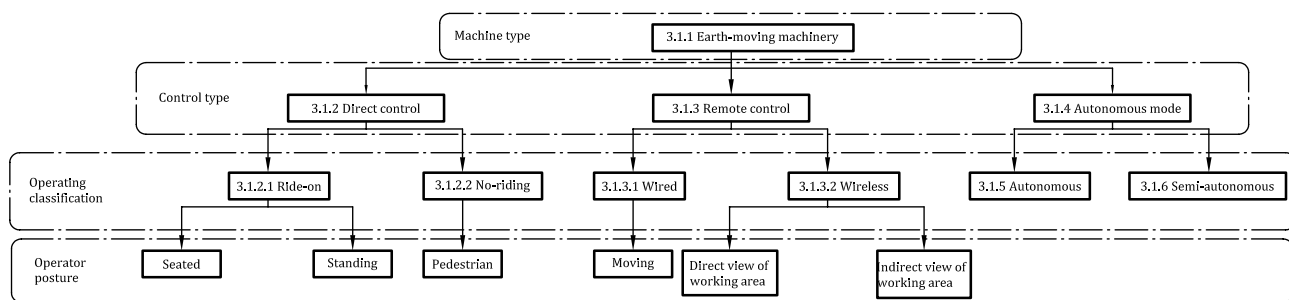 Machine type
3.1.1 Earth-moving machinery
Control type
3.1.2 Direct control
3.1.3 Remote control
3.1.4 Autonomous mode
Operating
classification
3.1.2.1 Ride-on
3.1.2.2 No-riding
3.1.3.1 Wired
3.1.3.2 Wireless
3.1.5 Autonomous
3.1.6 Semi-autonomous
Operator
posture
Seated
Standing
Pedestrian
Moving
Direct view of
working area
Indirect view of
working area